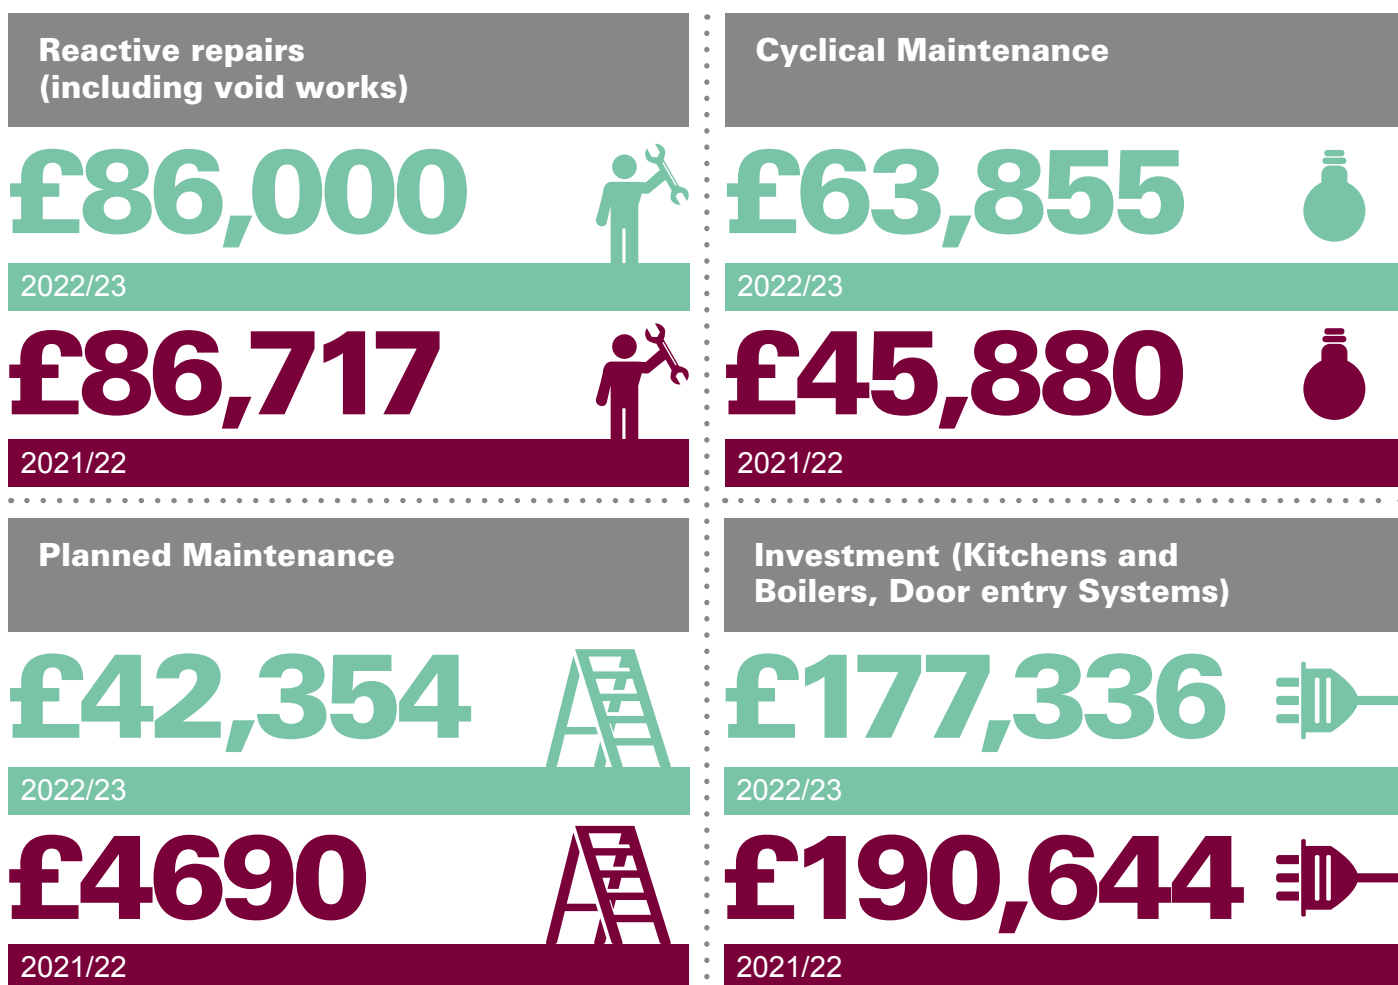 Reactive repairs
(including void works)
£86,000
2022/23
£86,717
2021/22
Cyclical Maintenance
£63,855
2022/23
£45,880
2021/22
Planned Maintenance
£42,354
2022/23
£4690
2021/22
Investment (Kitchens and
Boilers, Door entry Systems)
£177,336
2022/23
£190,644
2021/22